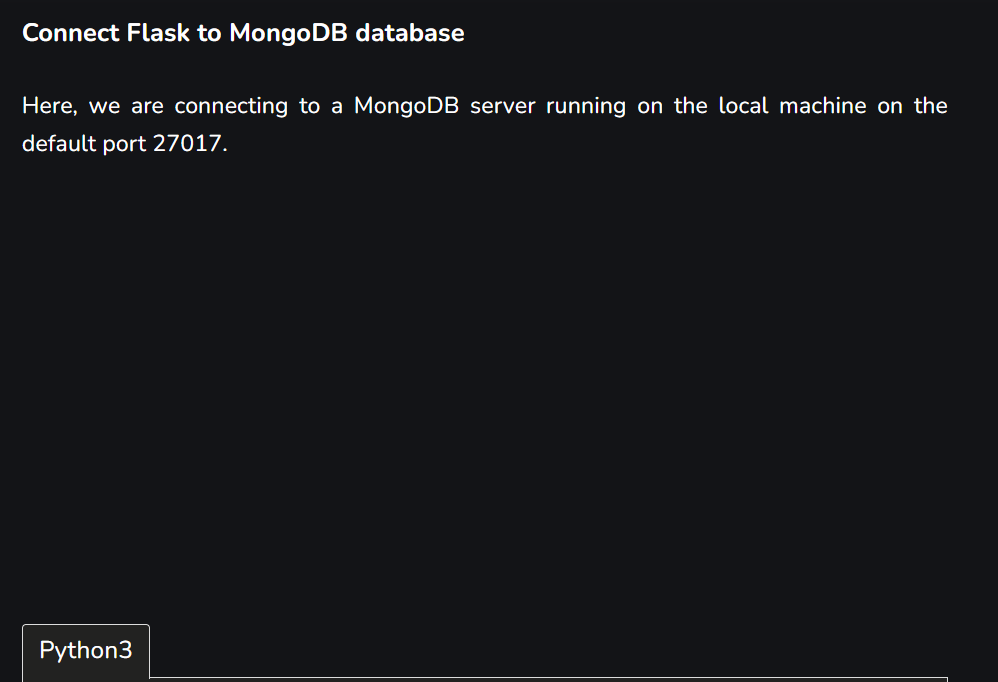 Connect Flask to MongoDB database
Here, we are connecting to a MongoDB server running on the local machine on the
default port 27017.
Python3